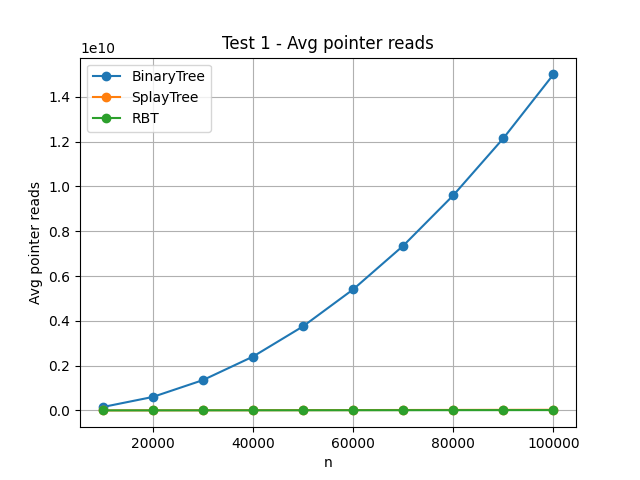 Test 1 - Avg pointer reads
1e10
BinaryTree
SplayTree
RBT
1.4
1.2
1.0
0.8
0.6
0.4
0.2
0.0
Avg pointer reads
20000 40000 60000 80000 100000
n